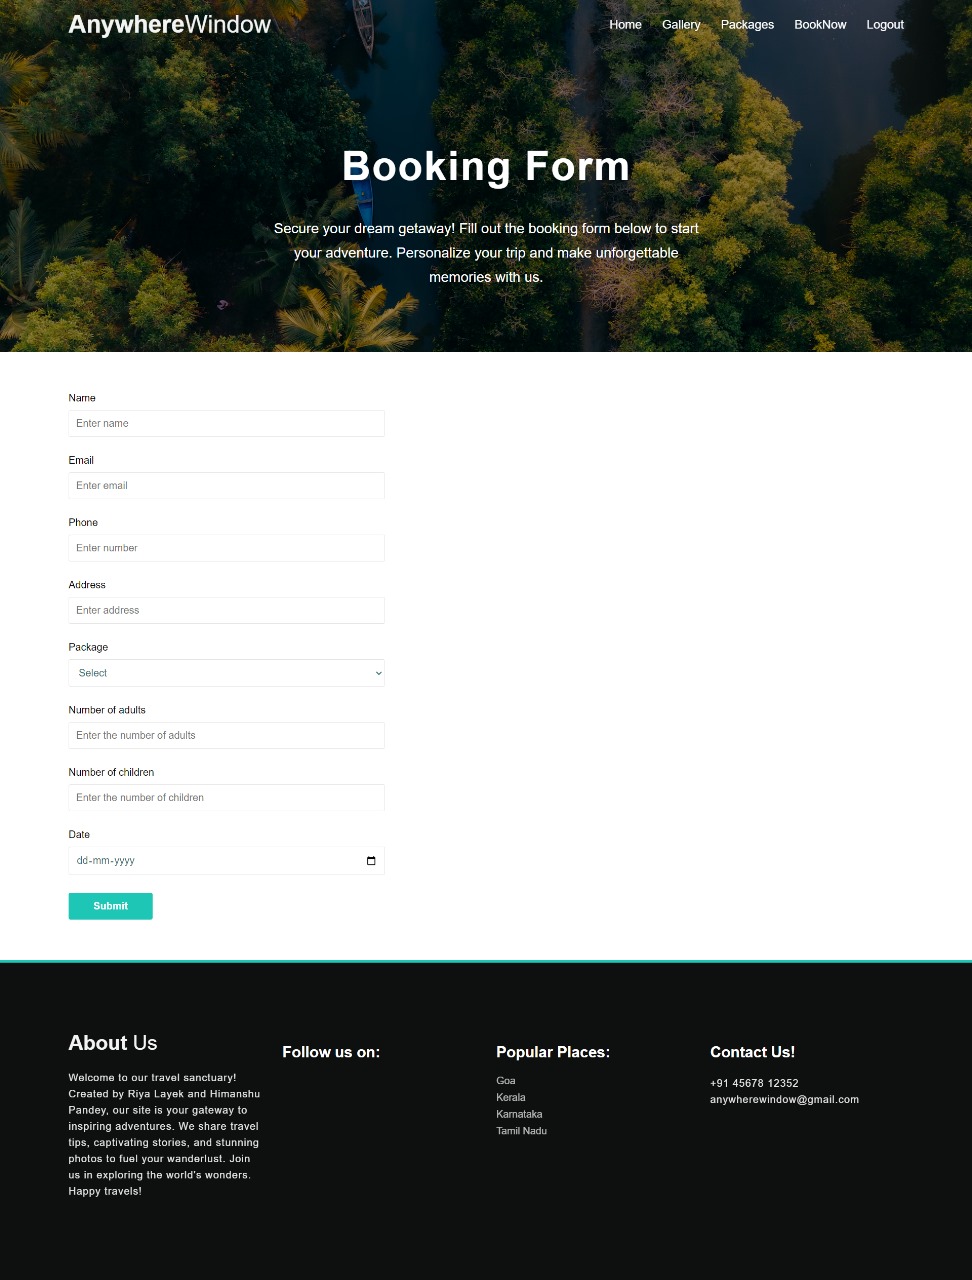 AnywhereWindow
Home Gallery Packages BookNow Logout
Booking Form
Secure your dream getaway! Fill out the booking form below to start
your adventure. Personalize your trip and make unforgettable
memories with us.
Name
Enter name
Email
Enter email
Phone
Enter number
Address
Enter address
Package
Select
Number of adults
Enter the number of adults
Number of children
Enter the number of children
Date
dd-mm-yyyy
Submit
About Us
Welcome to our travel sanctuary!
Created by Riya Layek and Himanshu
Pandey, our site is your gateway to
inspiring adventures. We share travel
tips, captivating stories, and stunning
photos to fuel your wanderlust. Join
us in exploring the world's wonders.
Happy travels!
Follow us on:
Popular Places:
Goa
Kerala
Karnataka
Tamil Nadu
Contact Us!
+91 45678 12352
anywherewindow@gmail.com